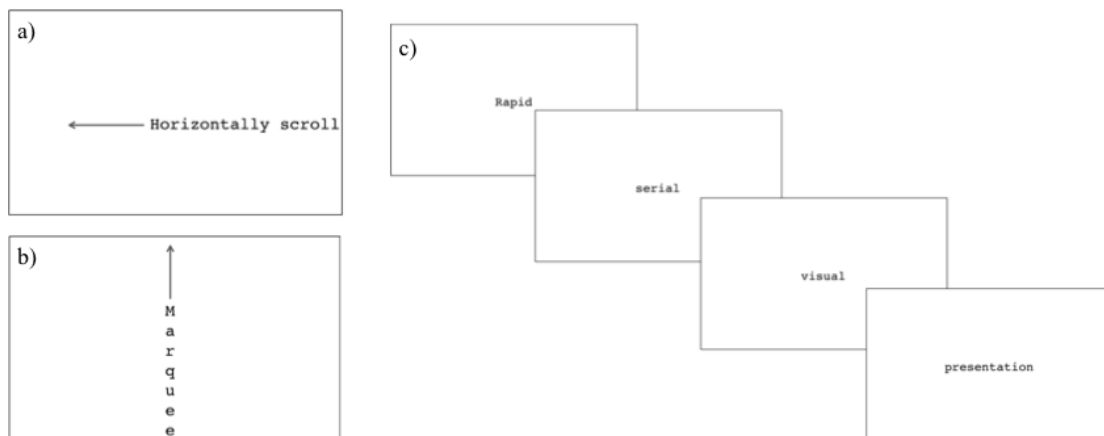 a)
Horizontally scroll
b)
M
a
r
q
u
e
e
c)
Rapid
serial
visual
presentation